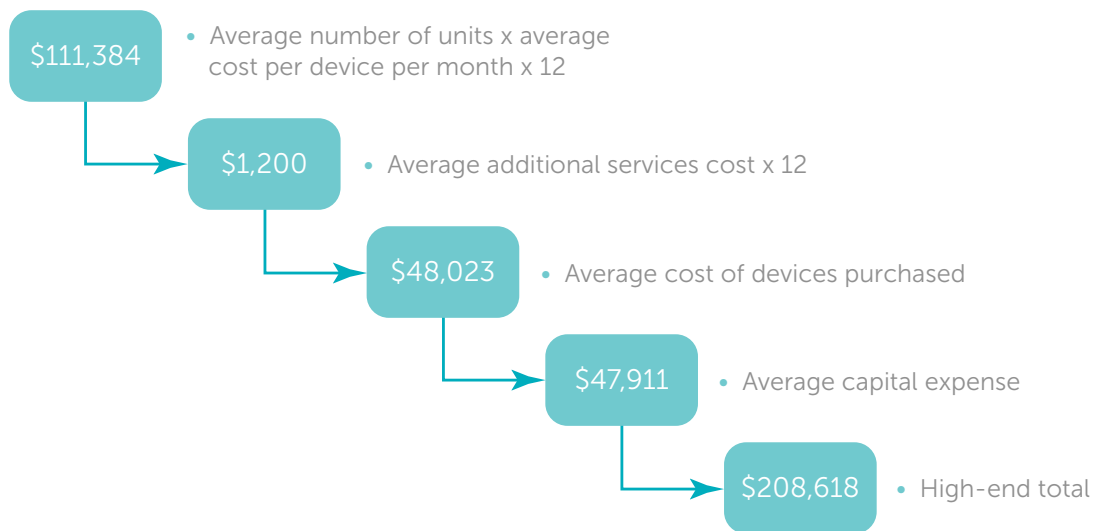 $111,384
• Average number of units x average
cost per device per month x 12
$1,200
• Average additional services cost x 12
$48,023
• Average cost of devices purchased
$47,911
• Average capital expense
$208,618
• High-end total